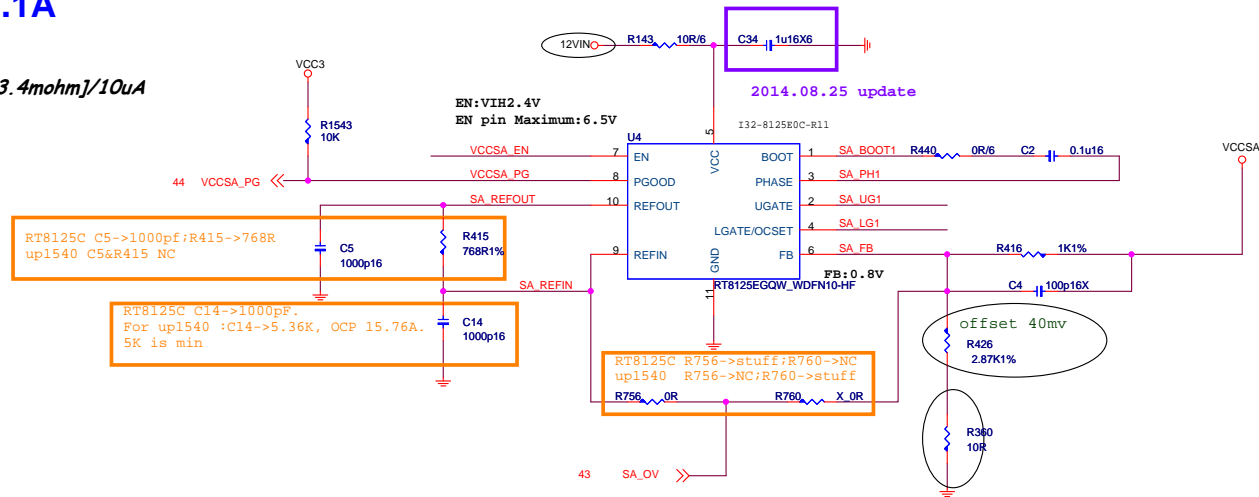 .1A
3.4mohm]/10uA
12VIN
R143
10R/6
C34
1u16X6
2014.08.25 update
VCC3
R1543
10K
EN:VIH2.4V
EN pin Maximum:6.5V
U4
I32-8125E0C-R11
VCCSA_EN
7
EN
5
VCC
BOOT
1
SA_BOOT1
R440
0R/6
C2
0.1u16
VCCSA
44
VCCSA_PG
VCCSA_PG
8
PGOOD
PHASE
3
SA_PH1
SA_REFOUT
10
REFOUT
UGATE
2
SA_UG1
LGATE/OCSET
4
SA_LG1
RT8125C C5->1000pf;R415->768R
up1540 C5&R415 NC
C5
1000p16
R415
768R1%
9
REFIN
GND
11
FB
6
SA_FB
R416
1K1%
FB:0.8V
RT8125EGQW_WDFN10-HF
C4
100p16X
SA_REFIN
RT8125C C14->1000pF.
For up1540 :C14->5.36K, OCP 15.76A.
5K is min
C14
1000p16
offset 40mv
R426
2.87K1%
RT8125C R756->stuff;R760->NC
up1540 R756->NC;R760->stuff
R756
0R
R760
X_0R
R360
10R
43
SA_OV